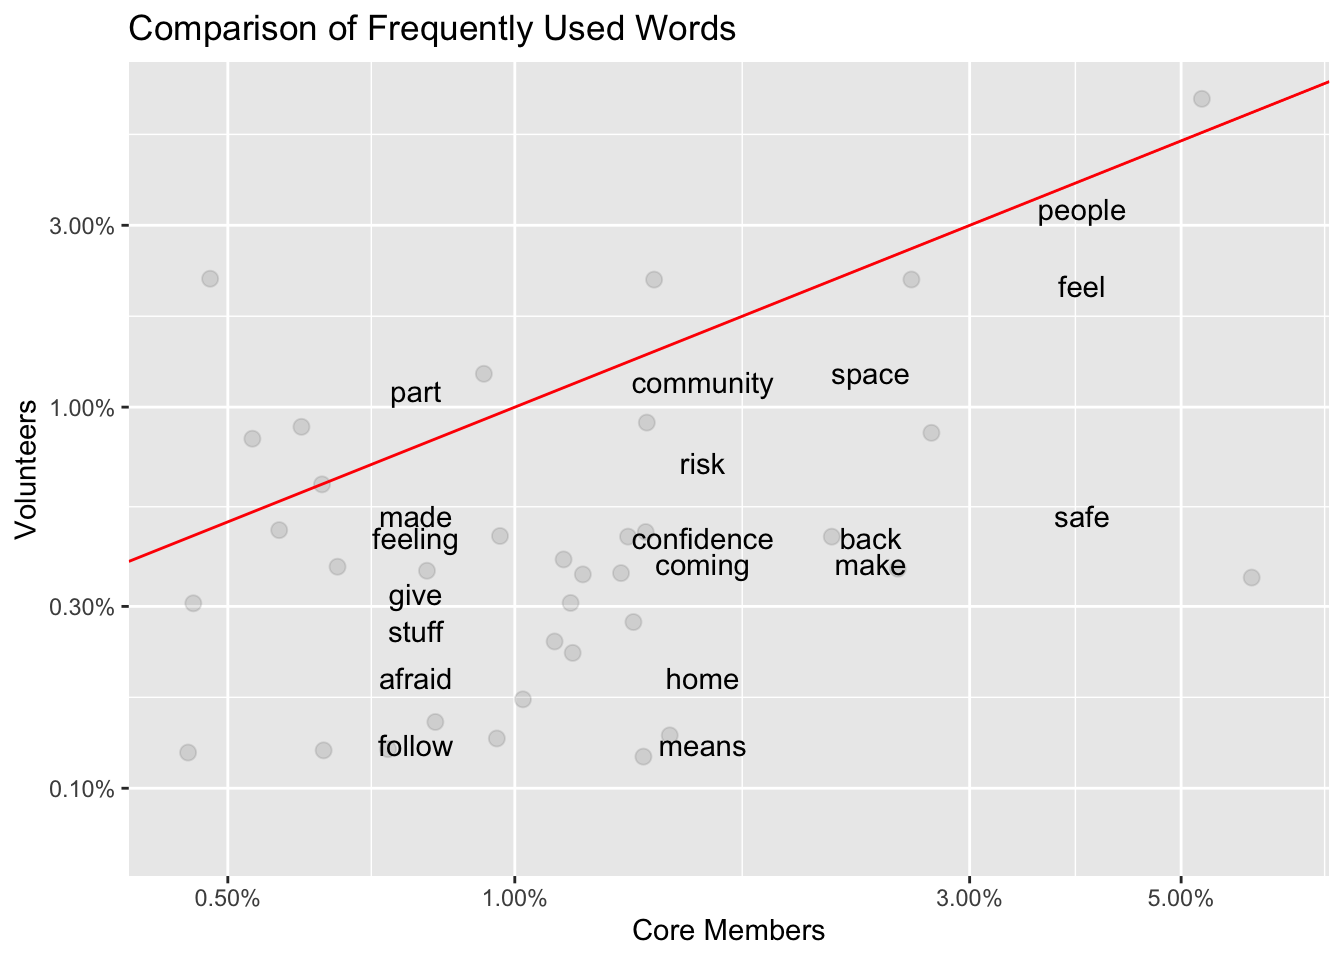 Comparison of Frequently Used Words
people
3.00%
feel
space
community
part
1.00%
risk
Volunteers
made
safe
feeling
confidence
back
coming
make
give
0.30%
stuff
afraid
home
follow
means
0.10%
0.50%
1.00%
3.00%
5.00%
Core Members